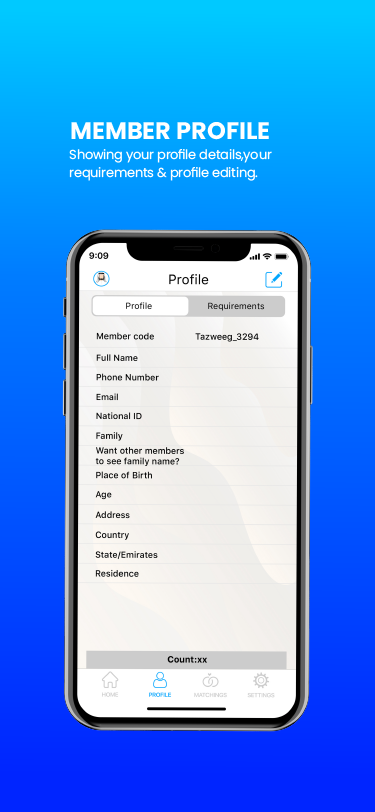 MEMBER PROFILE
Showing your profile details,your
requirements & profile editing.
9:09
Profile
Profile Requirements
Member code Tazweeg_3294
Full Name
Phone Number
Email
National ID
Family
Want other members
to see family name?
Place of Birth
Age
Address
Country
State/Emirates
Residence
Count:xx
HOME PROFILE MATCHINGS SETTINGS